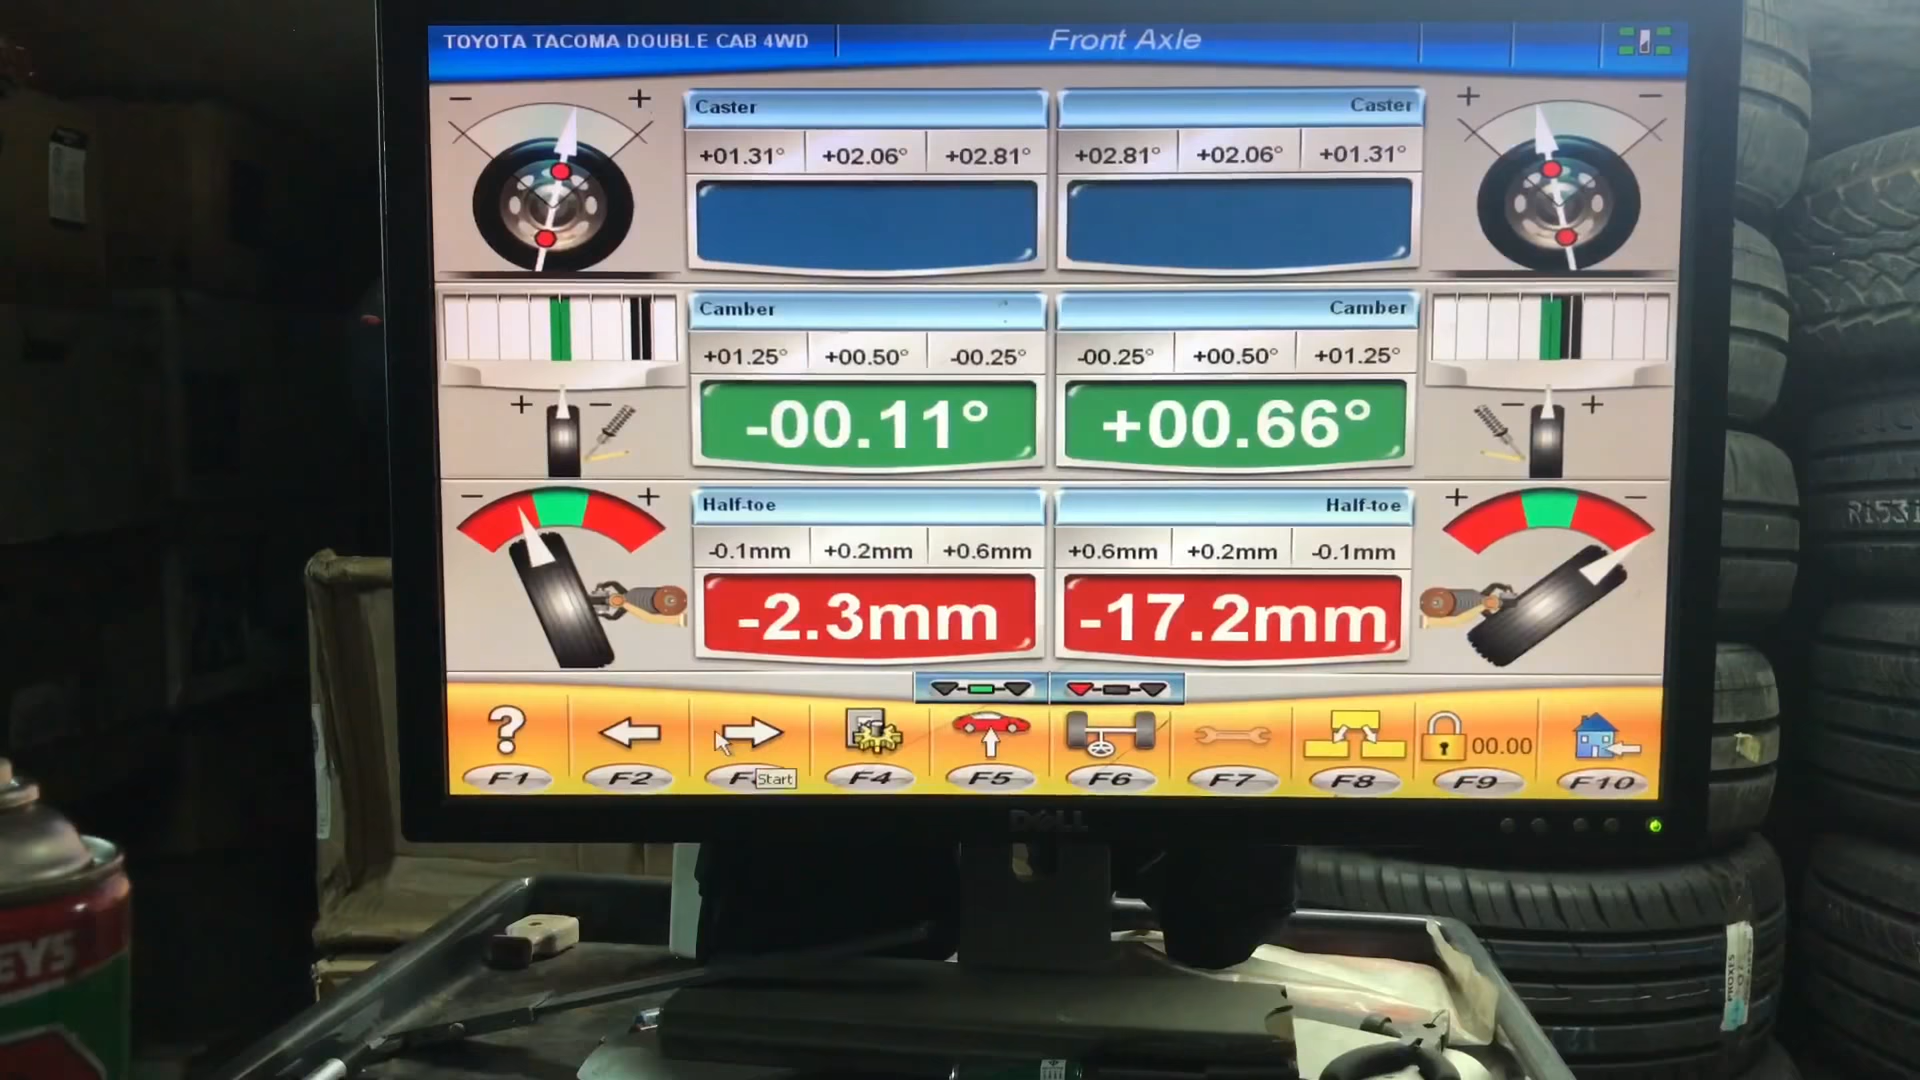 TOYOTA TACOMA DOUBLE CAB 4WD
Front Axle
− +
Caster
Caster
+ −
+01.31° +02.06° +02.81°
+02.81° +02.06° +01.31°
Camber
Camber
+01.25° +00.50° -00.25°
-00.25° +00.50° +01.25°
+ −
-00.11°
+00.66°
− +
− +
Half-toe
Half-toe
+ −
-0.1mm +0.2mm +0.6mm
+0.6mm +0.2mm -0.1mm
-2.3mm
-17.2mm
? 00.00
F1 F2 F Start F4 F5 F6 F7 F8 F9 F10
DELL
EY5
PROXES